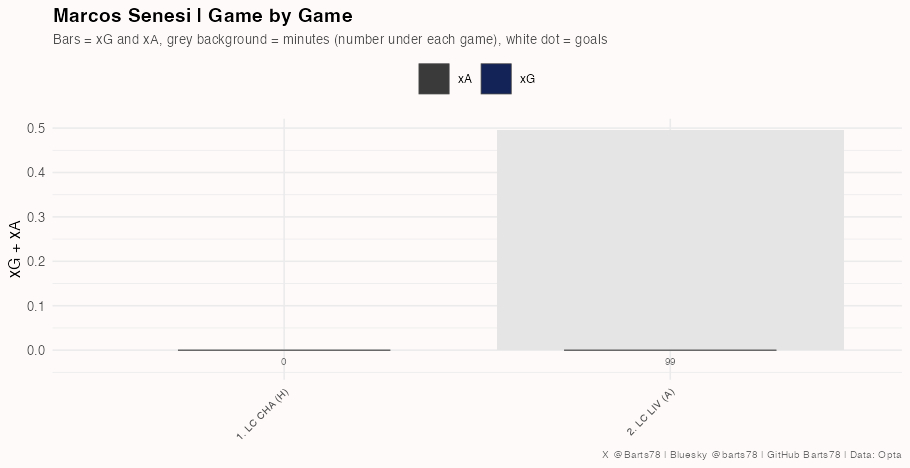 Marcos Senesi | Game by Game
Bars = xG and xA, grey background = minutes (number under each game), white dot = goals
xA
xG
xG + xA
0.5
0.4
0.3
0.2
0.1
0.0
0
99
1. LC CHA (H)
2. LC LIV (A)
X @Barts78 | Bluesky @barts78 | GitHub Barts78 | Data: Opta